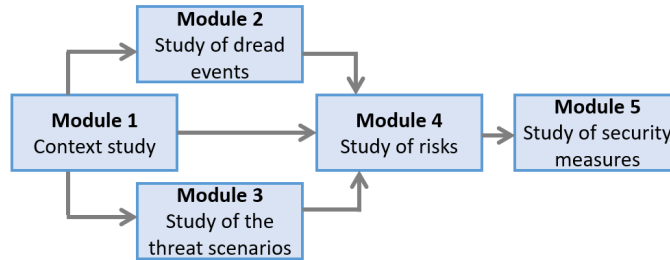 Module 2
Study of dread
events
Module 1
Context study
Module 4
Study of risks
Module 5
Study of security
measures
Module 3
Study of the
threat scenarios